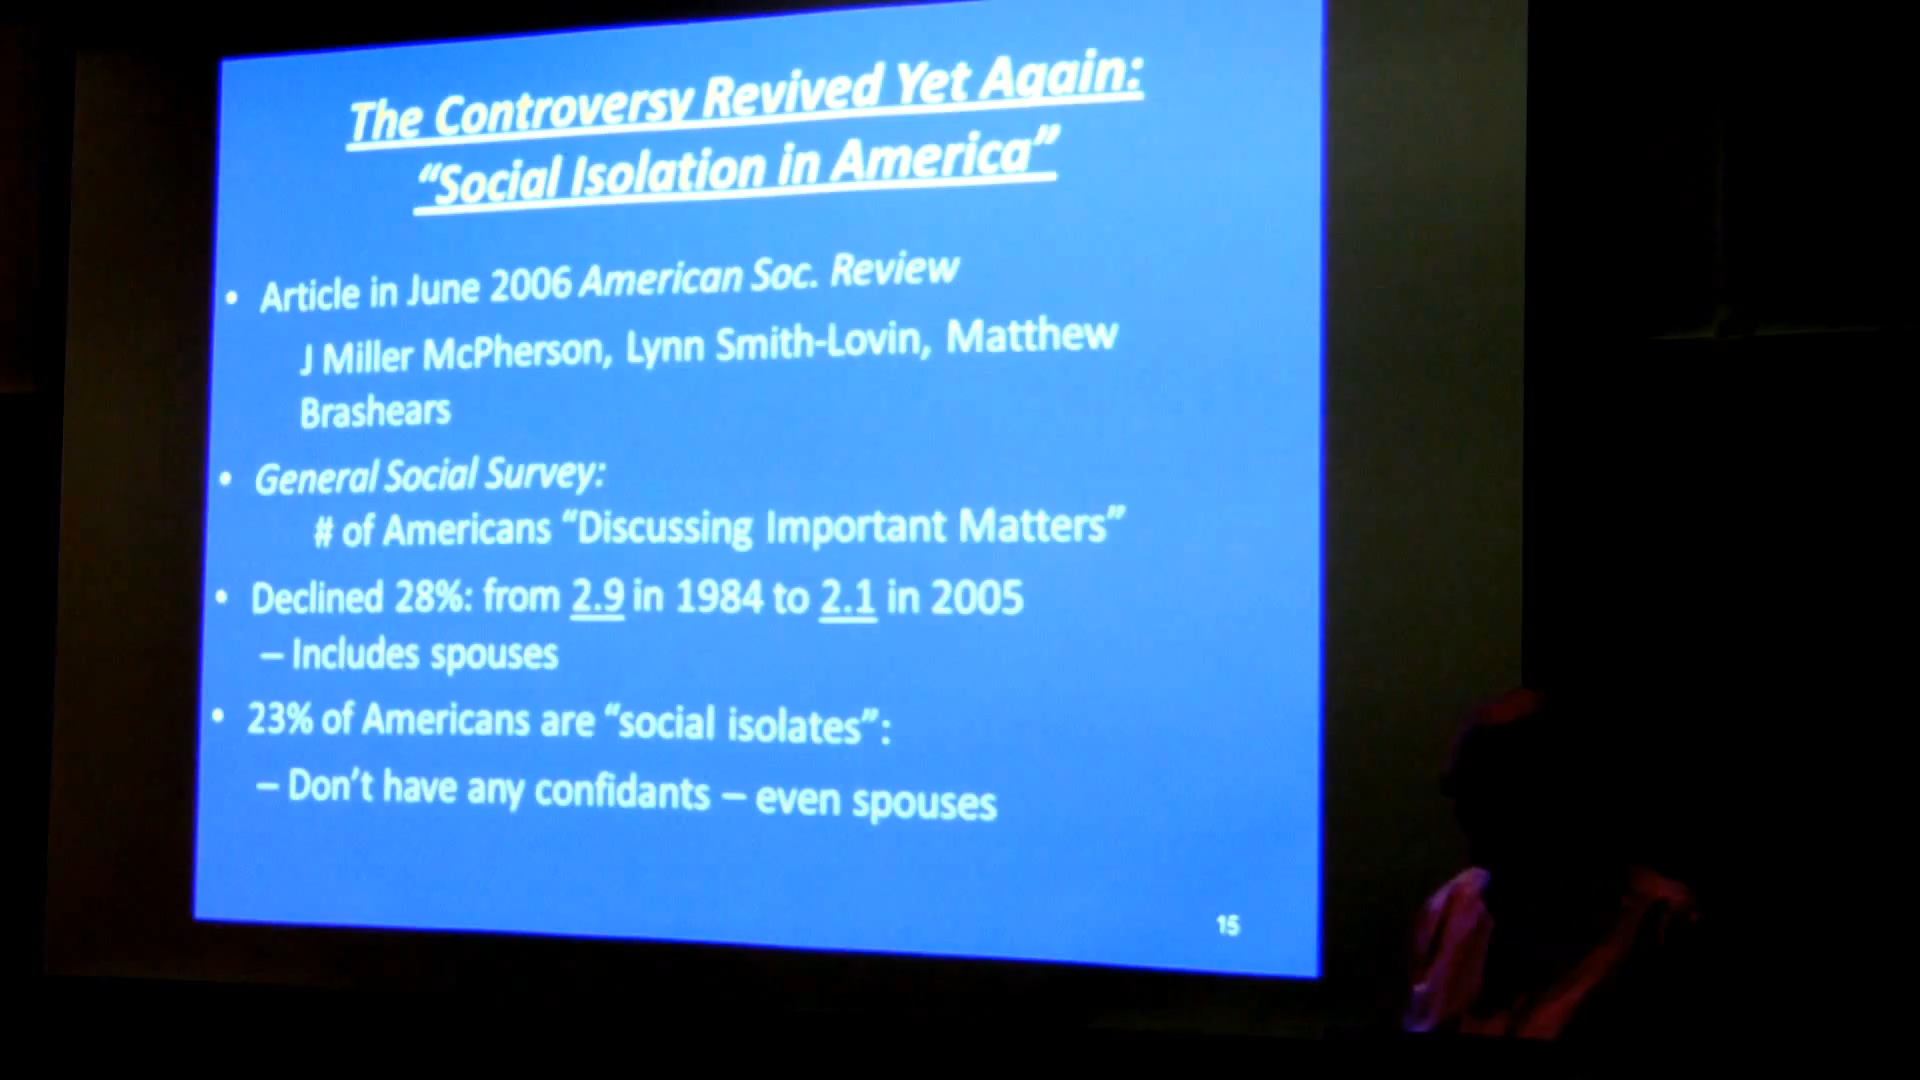 The Controversy Revived Yet Again:
“Social Isolation in America”
• Article in June 2006 American Soc. Review
J Miller McPherson, Lynn Smith-Lovin, Matthew
Brashears
• General Social Survey:
# of Americans “Discussing Important Matters”
• Declined 28%: from 2.9 in 1984 to 2.1 in 2005
– Includes spouses
• 23% of Americans are “social isolates”:
– Don’t have any confidants – even spouses
15